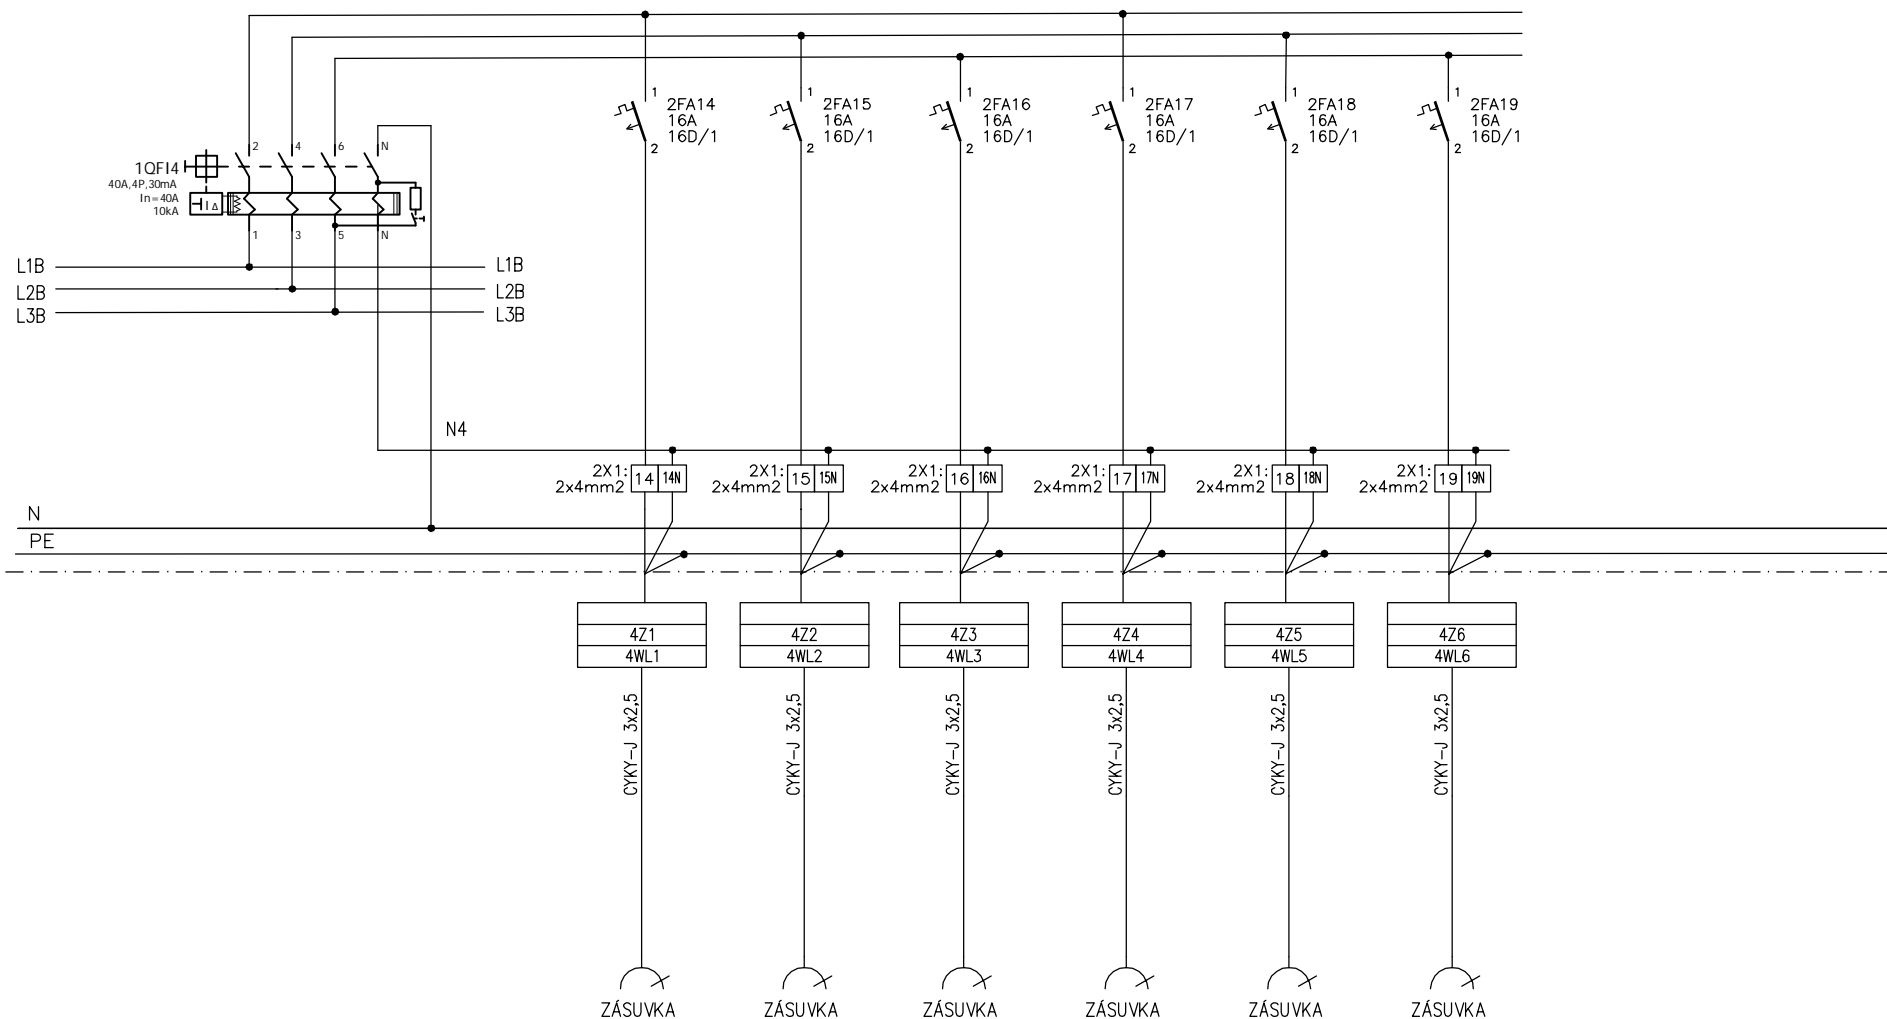 1
2FA14
16A
16D/1
2
1
2FA15
16A
16D/1
2
1
2FA16
16A
16D/1
2
1
2FA17
16A
16D/1
2
1
2FA18
16A
16D/1
2
1
2FA19
16A
16D/1
2
2 4 6 N
1QFI4
40A,4P,30mA
In=40A
10kA
I Δ
1 3 5 N
L1B L1B
L2B L2B
L3B L3B
N4
2X1: 14 14N
2x4mm2
2X1: 15 15N
2x4mm2
2X1: 16 16N
2x4mm2
2X1: 17 17N
2x4mm2
2X1: 18 18N
2x4mm2
2X1: 19 19N
2x4mm2
N
PE
4Z1 4Z2 4Z3 4Z4 4Z5 4Z6
4WL1 4WL2 4WL3 4WL4 4WL5 4WL6
CYKY-J 3x2,5
CYKY-J 3x2,5
CYKY-J 3x2,5
CYKY-J 3x2,5
CYKY-J 3x2,5
CYKY-J 3x2,5
ZÁSUVKA ZÁSUVKA ZÁSUVKA ZÁSUVKA ZÁSUVKA ZÁSUVKA